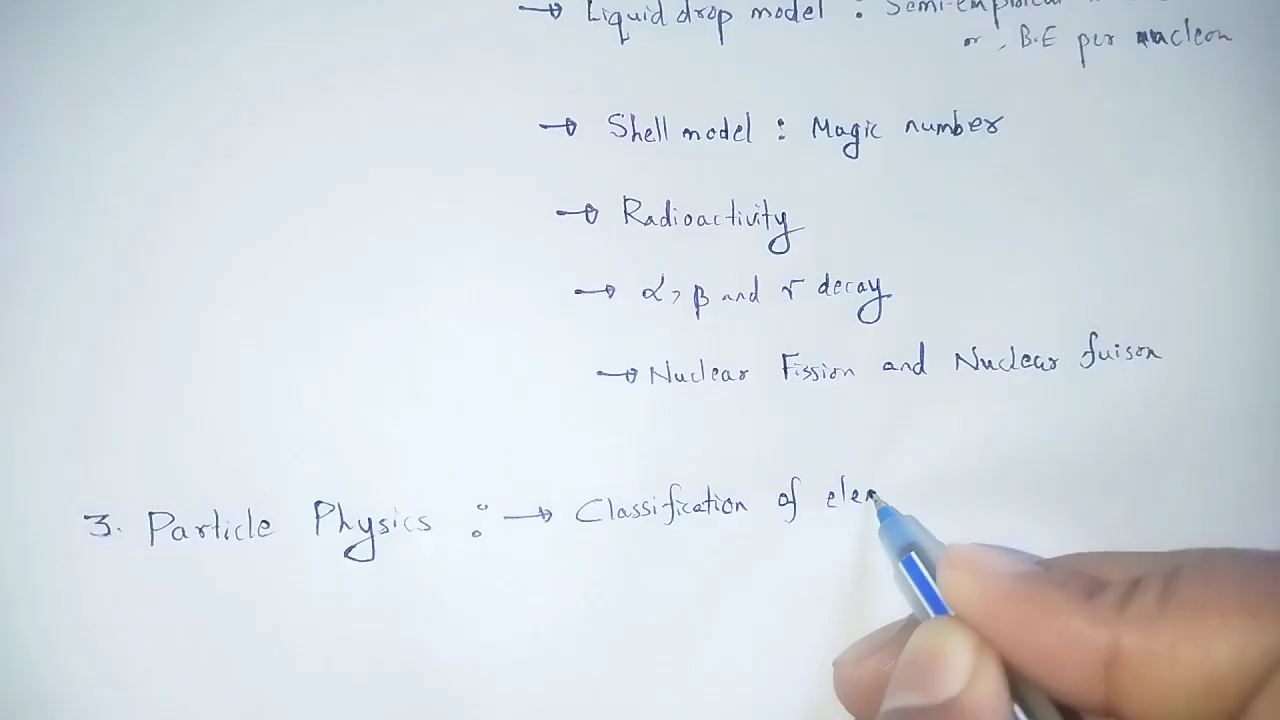 → Liquid drop model : Semi-empirical
or, B.E per nucleon
→ Shell model : Magic number
→ Radioactivity
→ α, β and γ decay
→ Nuclear Fission and Nuclear fuison
3. Particle Physics : → Classification of elem